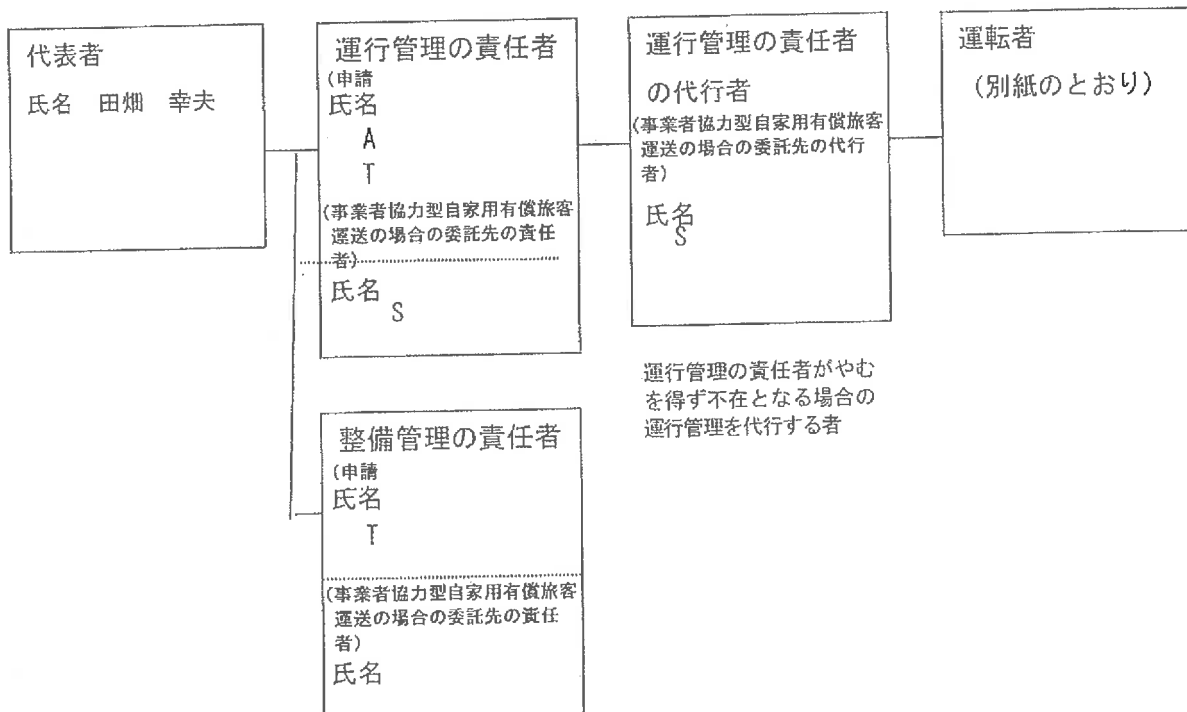 代表者
氏名 田畑 幸夫
運行管理の責任者
(申請
氏名
A
T
(事業者協力型自家用有償旅客
運送の場合の委託先の責任
者)
氏名
S
運行管理の責任者
の代行者
(事業者協力型自家用有償旅客
運送の場合の委託先の代行
者)
氏名
S
運行管理の責任者がやむ
を得ず不在となる場合の
運行管理を代行する者
運転者
(別紙のとおり)
整備管理の責任者
(申請
氏名
T
(事業者協力型自家用有償旅客
運送の場合の委託先の責任
者)
氏名